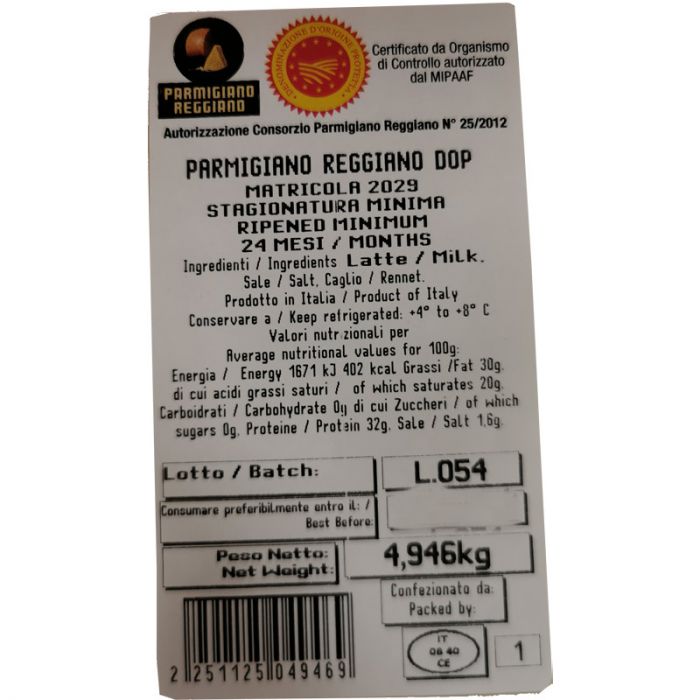 PARMIGIANO
REGGIANO
DENOMINAZIONE D'ORIGINE PROTETTA
Certificato da Organismo
di Controllo autorizzato
dal MIPAAF
Autorizzazione Consorzio Parmigiano Reggiano N° 25/2012
PARMIGIANO REGGIANO DOP
MATRICOLA 2029
STAGIONATURA MINIMA
RIPENED MINIMUM
24 MESI / MONTHS
Ingredienti / Ingredients Latte / Milk.
Sale / Salt, Caglio / Rennet.
Prodotto in Italia / Product of Italy
Conservare a / Keep refrigerated: +4° to +8° C
Valori nutrizionali per
Average nutritional values for 100g:
Energia / Energy 1671 kJ 402 kcal Grassi /Fat 30g.
di cui acidi grassi saturi / of which saturates 20g.
Carboidrati / Carbohydrate 0g di cui Zuccheri / of which
sugars 0g, Proteine / Protein 32g, Sale / Salt 1,6g.
Lotto / Batch: L.054
Consumare preferibilmente entro il: /
Best Before:
Peso Netto: 4,946kg
Net Weight:
Confezionato da:
Packed by:
IT
08 40
CE
1
2 251125 049469